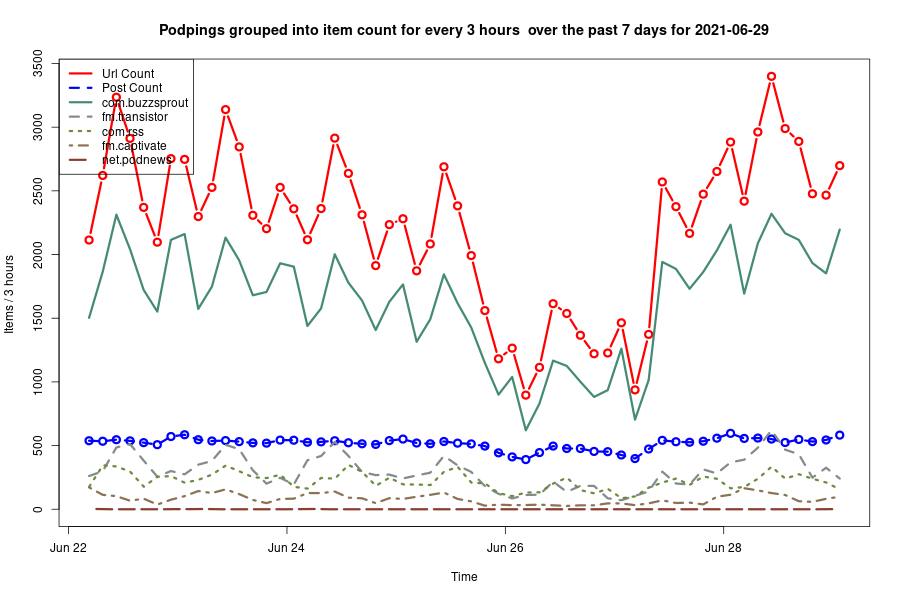 Podpings grouped into item count for every 3 hours  over the past 7 days for 2021-06-29
3500
3000
2500
2000
1500
1000
500
0
Items / 3 hours
Url Count
Post Count
com.buzzsprout
fm.transistor
com.rss
fm.captivate
net.podnews
Jun 22
Jun 24
Jun 26
Jun 28
Time